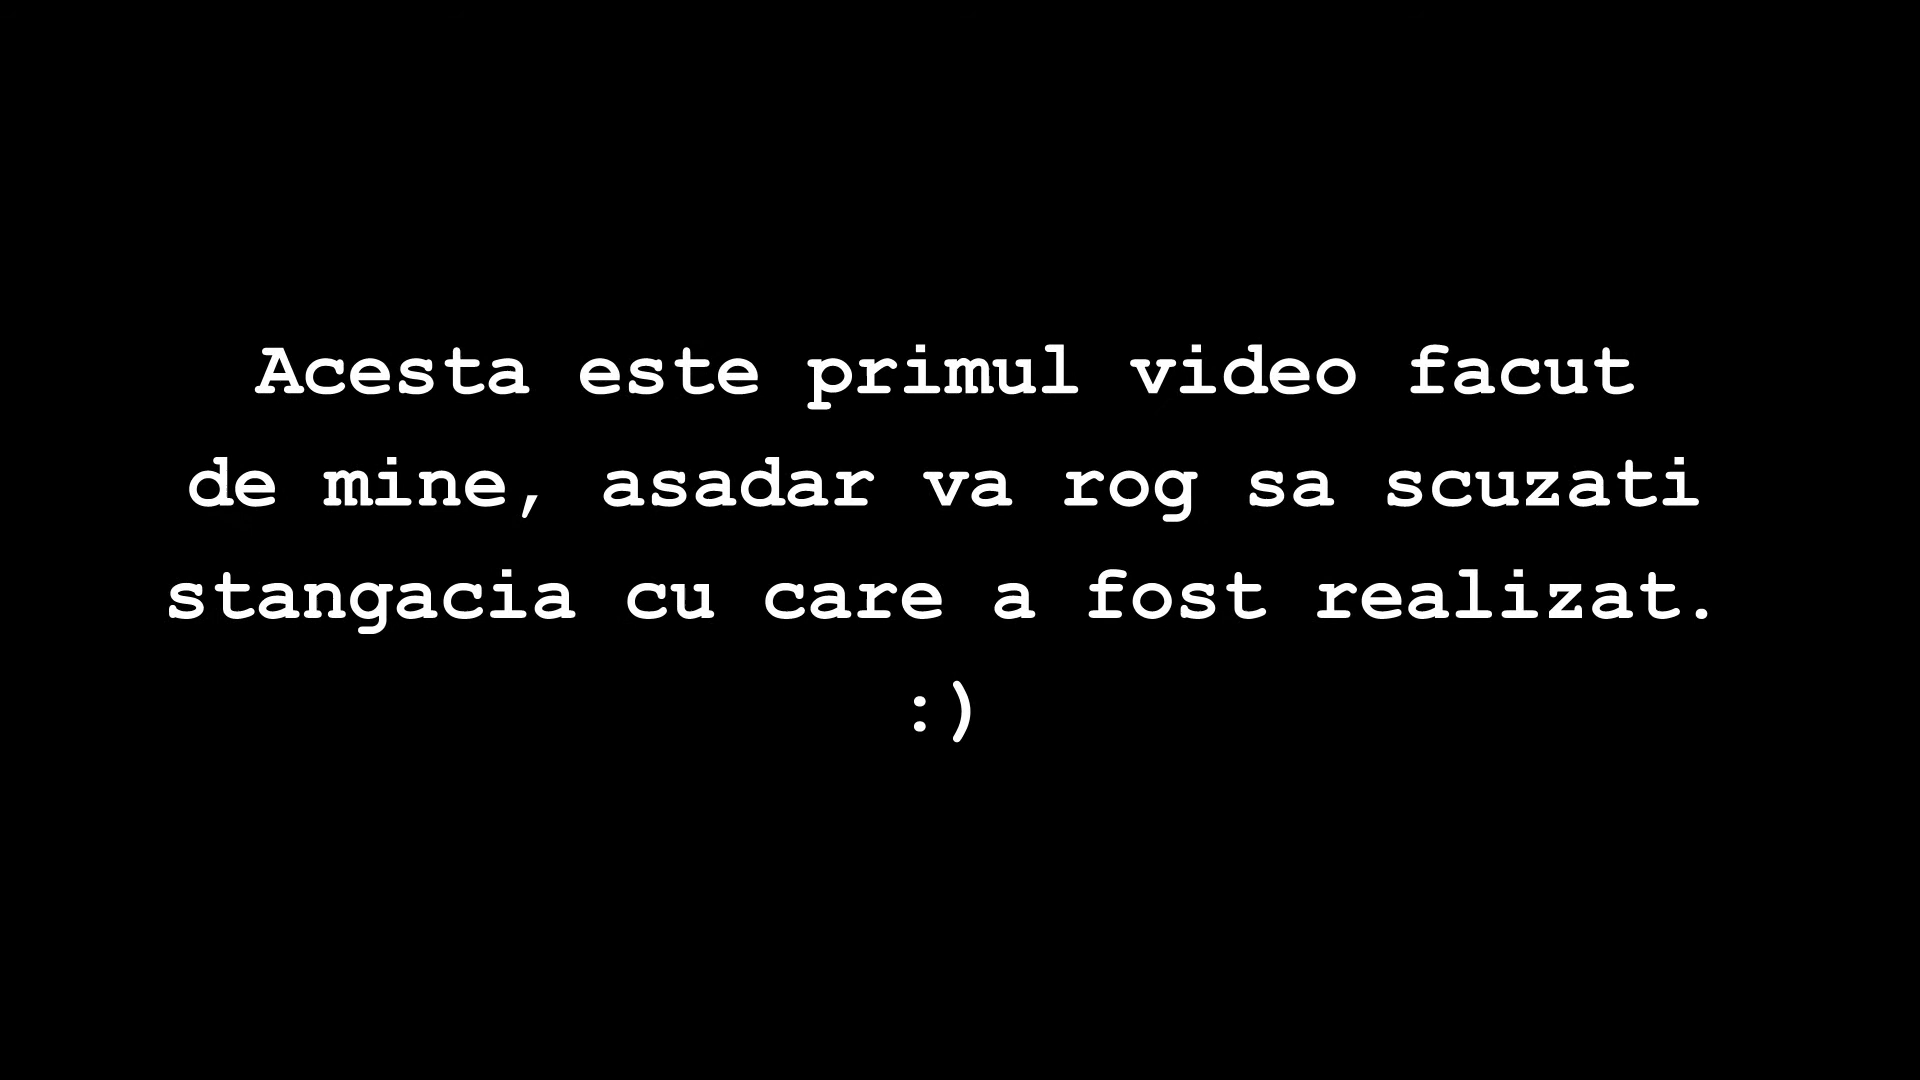 Acesta este primul video facut
de mine, asadar va rog sa scuzati
stangacia cu care a fost realizat.
:)